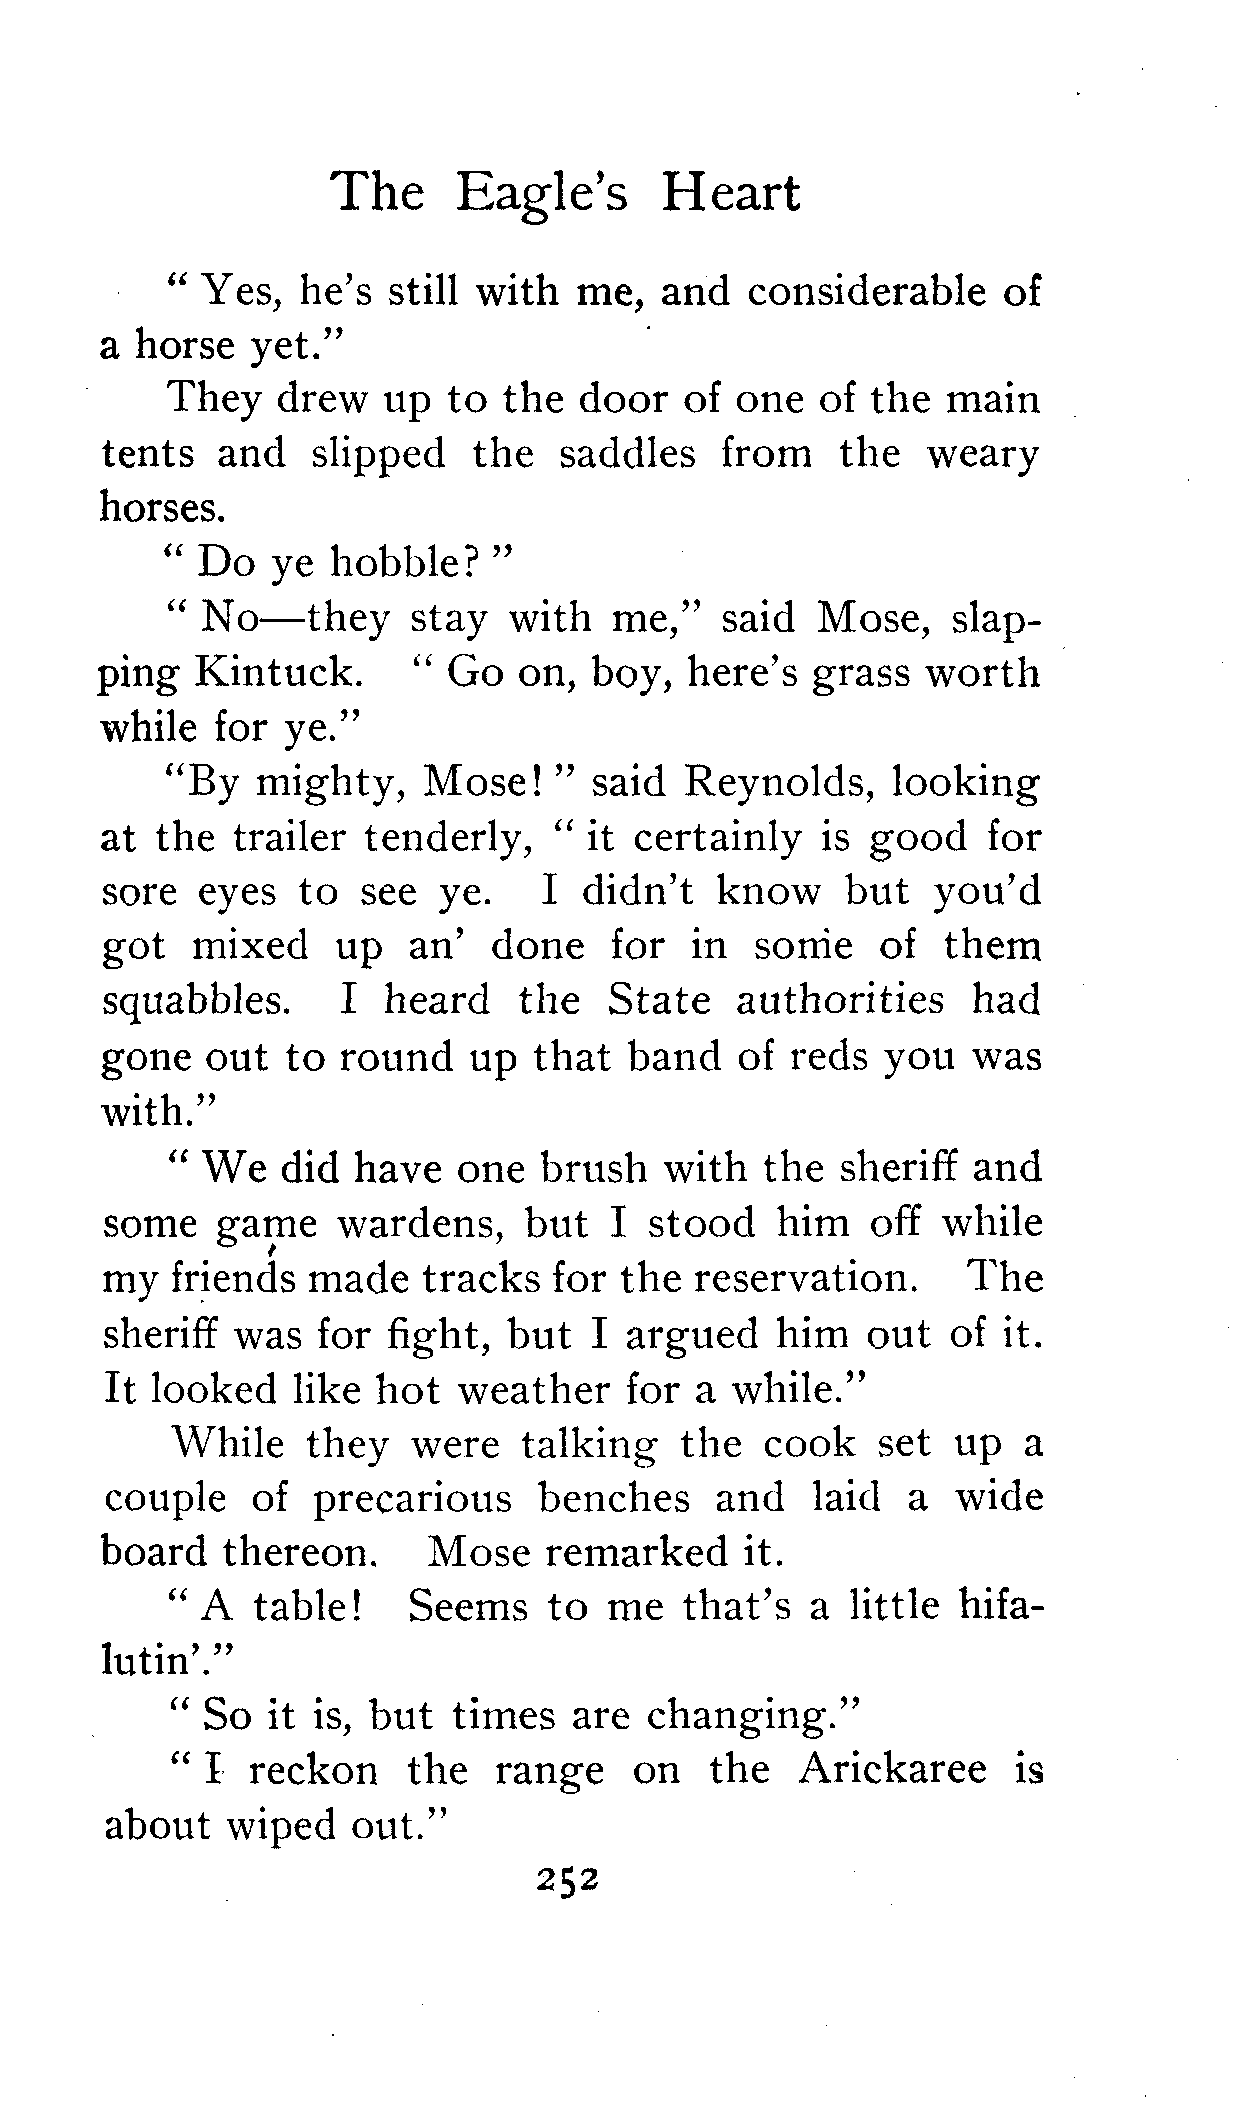 The Eagle's Heart
" Yes, he's still with me, and considerable of
a horse yet."
They drew up to the door of one of the main
tents and slipped the saddles from the weary
horses.
" Do ye hobble? "
" No—they stay with me," said Mose, slap-
ping Kintuck. " Go on, boy, here's grass worth
while for ye."
"By mighty, Mose! " said Reynolds, looking
at the trailer tenderly, " it certainly is good for
sore eyes to see ye. I didn't know but you'd
got mixed up an' done for in some of them
squabbles. I heard the State authorities had
gone out to round up that band of reds you was
with."
" We did have one brush with the sheriff and
some game wardens, but I stood him off while
my friends made tracks for the reservation. The
sheriff was for fight, but I argued him out of it.
It looked like hot weather for a while."
While they were talking the cook set up a
couple of precarious benches and laid a wide
board thereon. Mose remarked it.
" A table! Seems to me that's a little hifa-
lutin'."
" So it is, but times are changing."
" I reckon the range on the Arickaree is
about wiped out."
252